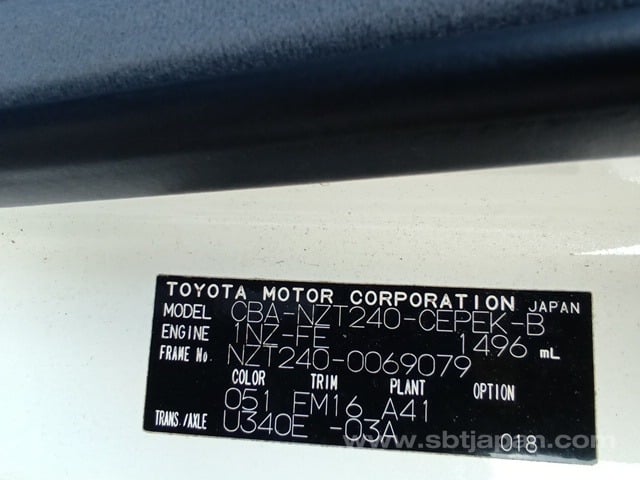 TOYOTA MOTOR CORPORATION JAPAN
MODEL CBA-NZT240-CEPEK-B
ENGINE 1NZ-FE 1496 mL
FRAME No. NZT240-0069079
COLOR TRIM PLANT OPTION
051 FM16 A41
TRANS./AXLE U340E -03A 018
www.sbtjapan.com